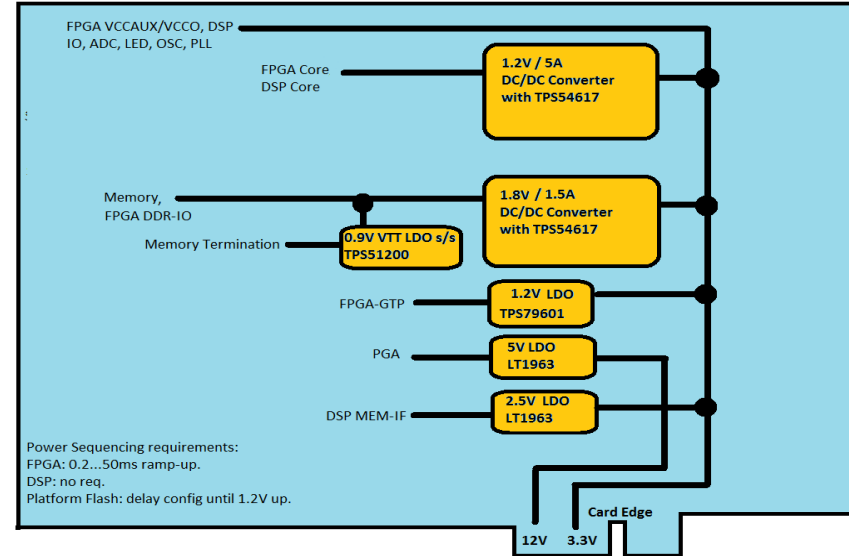 FPGA VCCAUX/VCCO, DSP
IO, ADC, LED, OSC, PLL
FPGA Core
DSP Core
1.2V / 5A
DC/DC Converter
with TPS54617
Memory,
FPGA DDR-IO
1.8V / 1.5A
DC/DC Converter
with TPS54617
Memory Termination
0.9V VTT LDO s/s
TPS51200
FPGA-GTP
1.2V LDO
TPS79601
PGA
5V LDO
LT1963
DSP MEM-IF
2.5V LDO
LT1963
Power Sequencing requirements:
FPGA: 0.2...50ms ramp-up.
DSP: no req.
Platform Flash: delay config until 1.2V up.
Card Edge
12V
3.3V